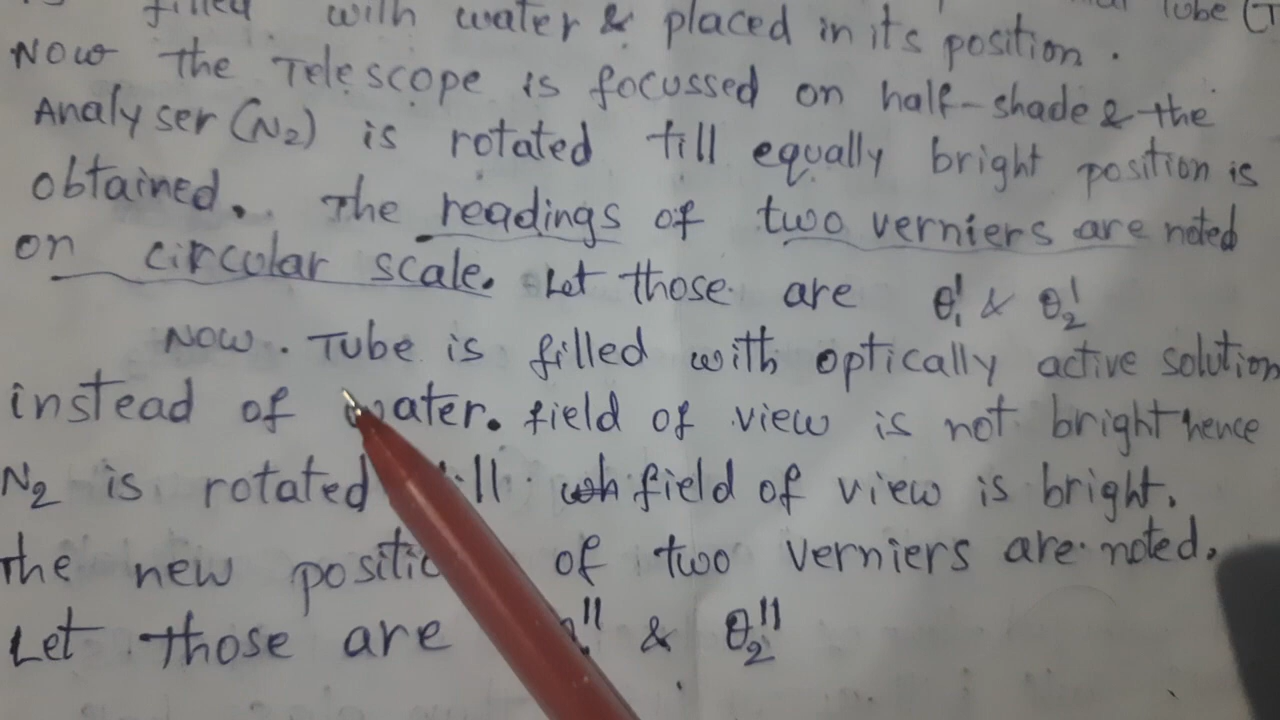 filled with water & placed in its position. Tube (T
Now the Telescope is focussed on half-shade & the
Analyser (N₂) is rotated till equally bright position is
obtained. The readings of two verniers are noted
on circular scale. Let those are θ₁' & θ₂'
Now. Tube is filled with optically active solution
instead of water. field of view is not bright hence
N₂ is rotated till field of view is bright.
The new of two verniers are noted.
Let those are & θ₂"